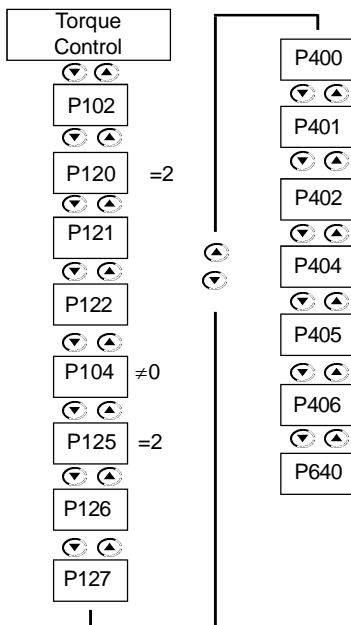 Torque
Control
P102
P120 =2
P121
P122
P104 ≠0
P125 =2
P126
P127
P400
P401
P402
P404
P405
P406
P640